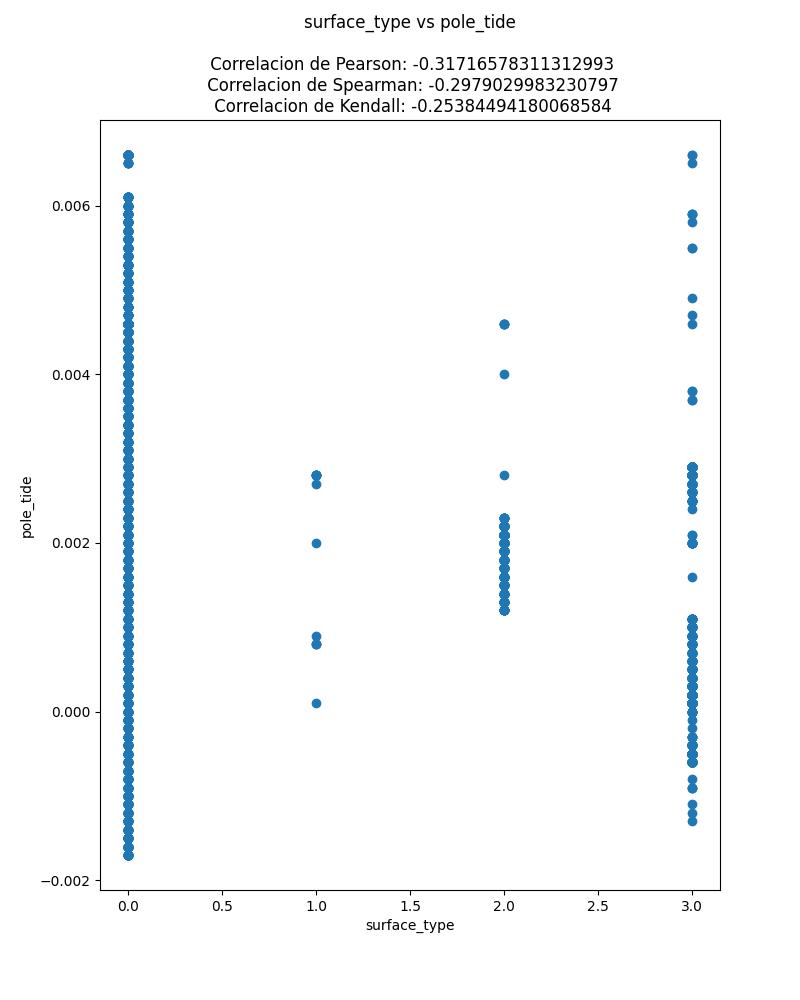 surface_type vs pole_tide
Correlacion de Pearson: -0.31716578311312993
Correlacion de Spearman: -0.2979029983230797
Correlacion de Kendall: -0.25384494180068584
pole_tide
0.006
0.004
0.002
0.000
−0.002
0.0 0.5 1.0 1.5 2.0 2.5 3.0
surface_type